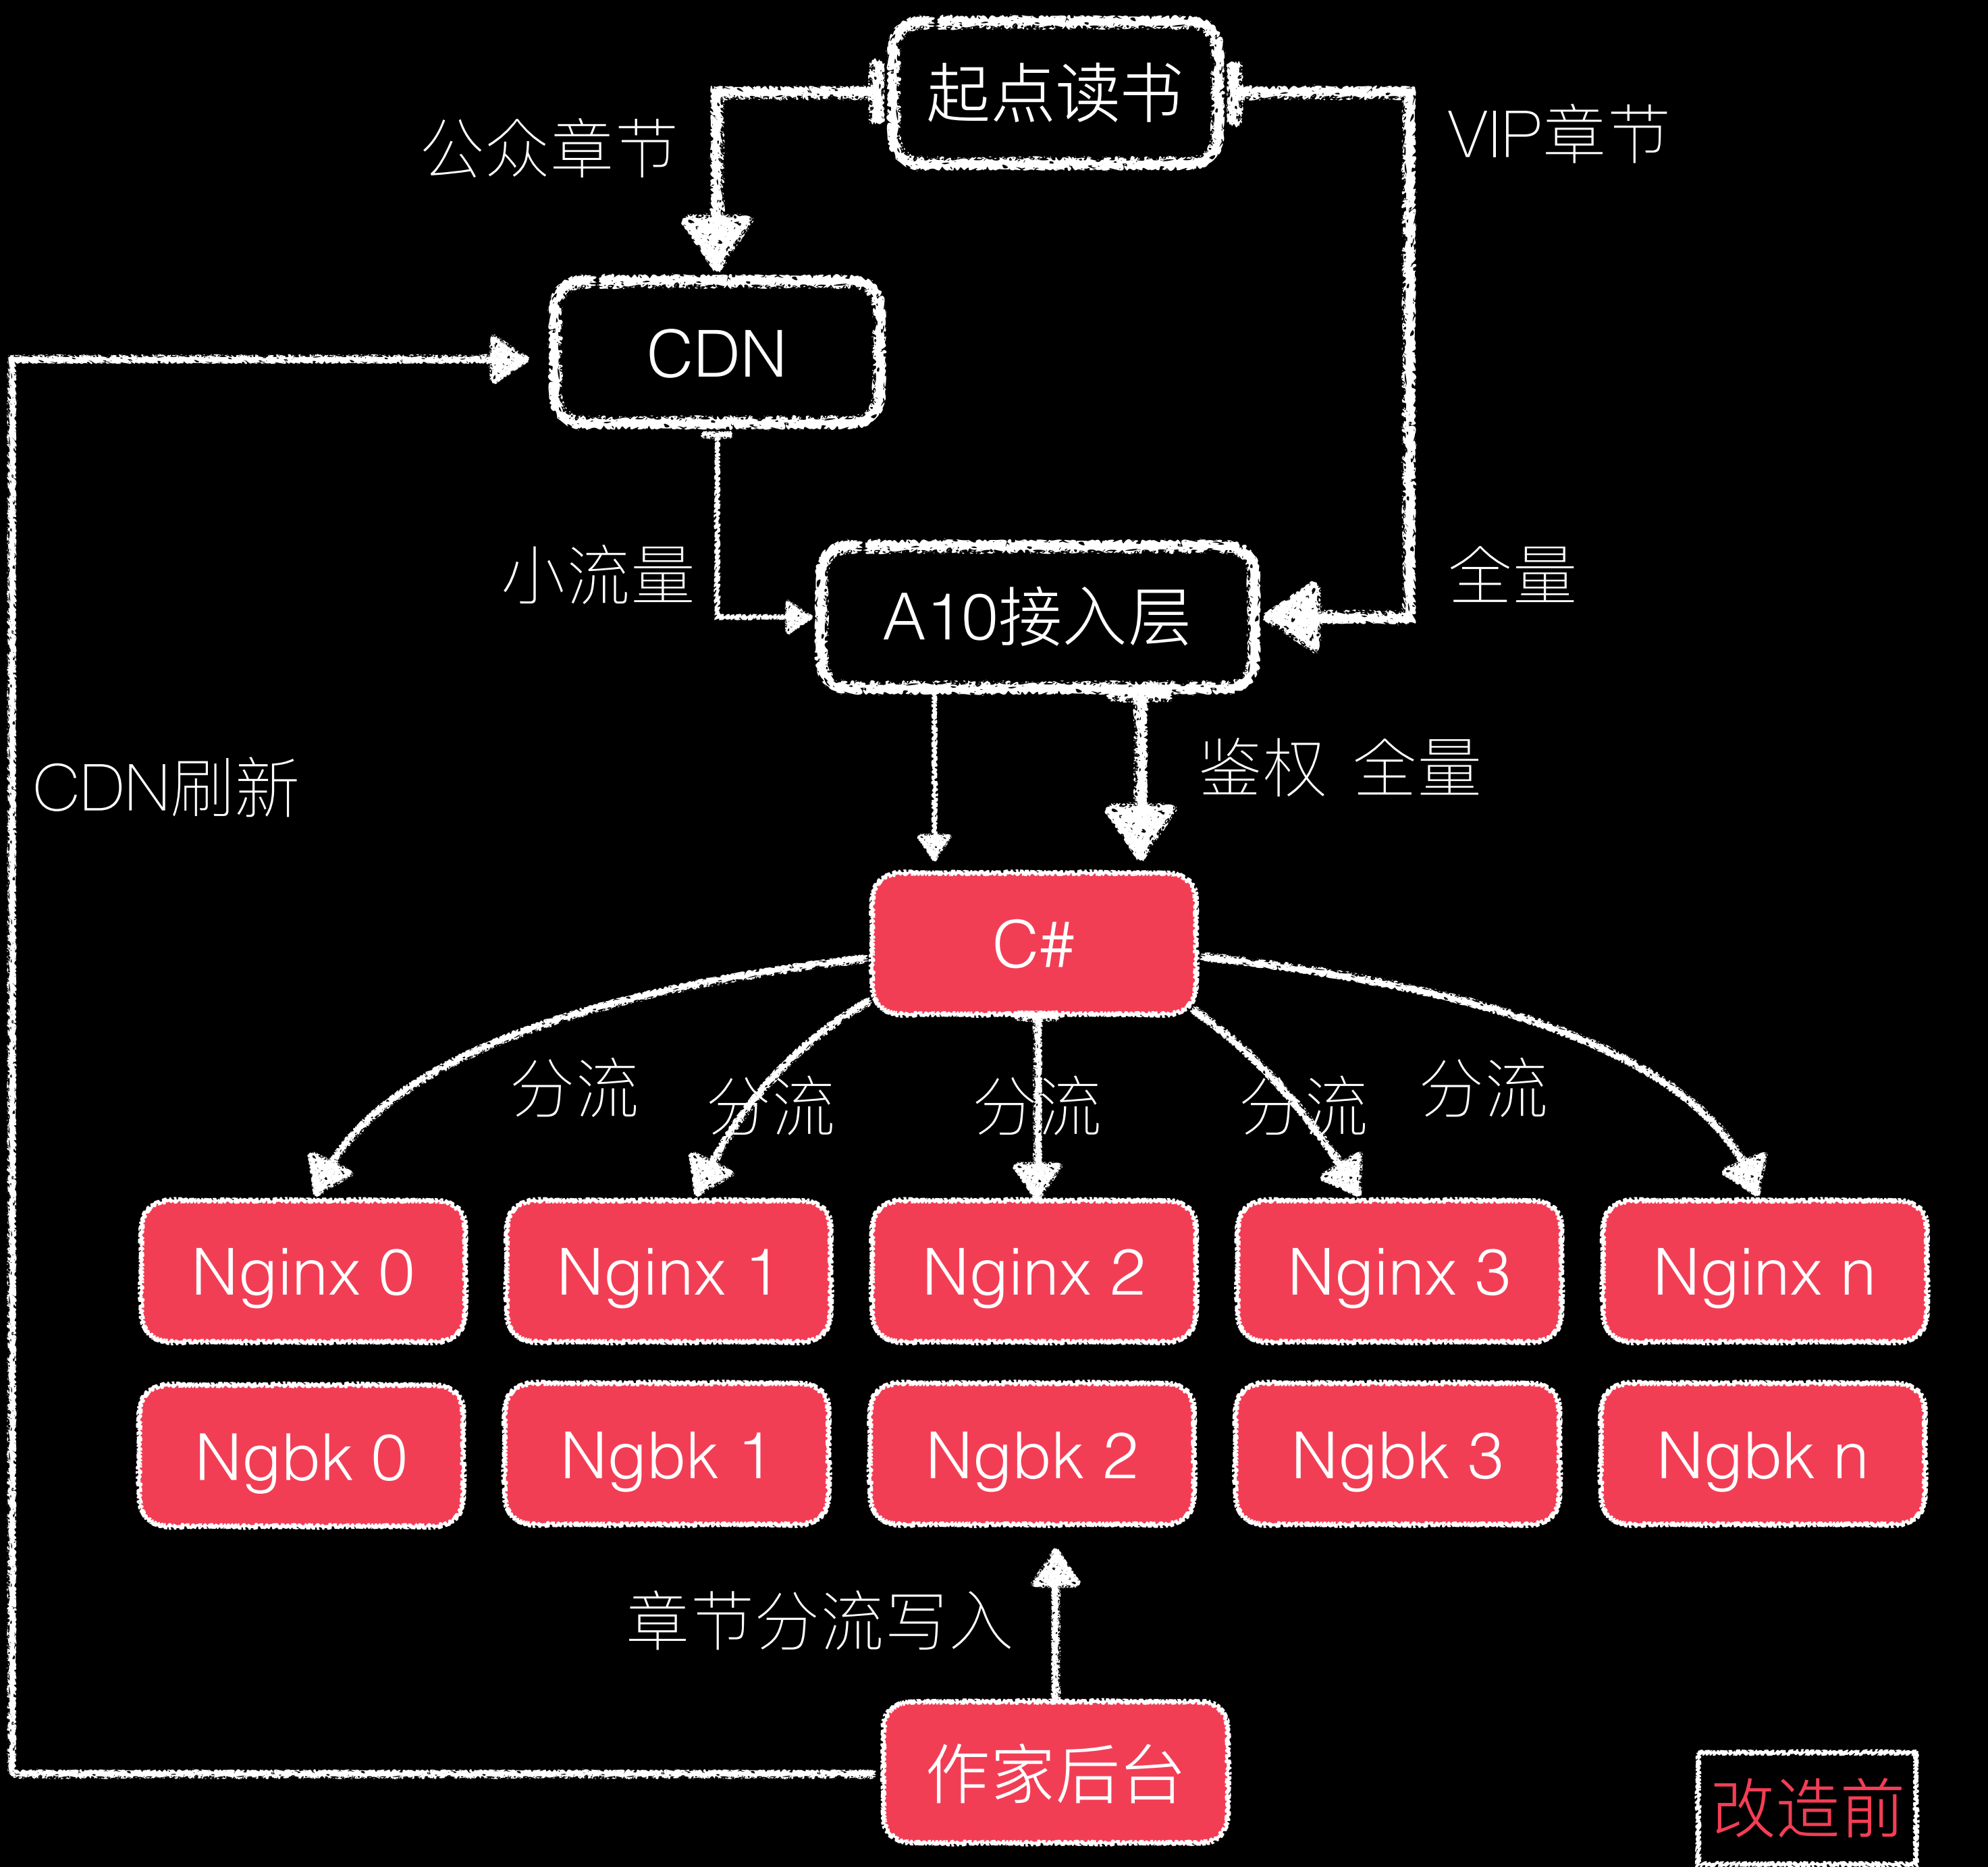 起点读书
公众章节
VIP章节
CDN
小流量
A10接入层
全量
CDN刷新
鉴权 全量
C#
分流
分流
分流
分流
分流
Nginx 0
Nginx 1
Nginx 2
Nginx 3
Nginx n
Ngbk 0
Ngbk 1
Ngbk 2
Ngbk 3
Ngbk n
章节分流写入
作家后台
改造前